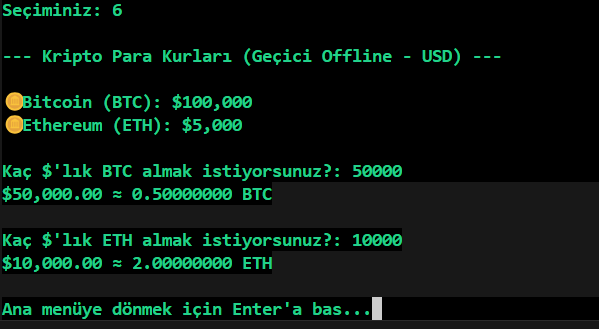 Seçiminiz: 6
--- Kripto Para Kurları (Geçici Offline - USD) ---
🪙Bitcoin (BTC): $100,000
🪙Ethereum (ETH): $5,000
Kaç $'lık BTC almak istiyorsunuz?: 50000
$50,000.00 ≈ 0.50000000 BTC
Kaç $'lık ETH almak istiyorsunuz?: 10000
$10,000.00 ≈ 2.00000000 ETH
Ana menüye dönmek için Enter'a bas...